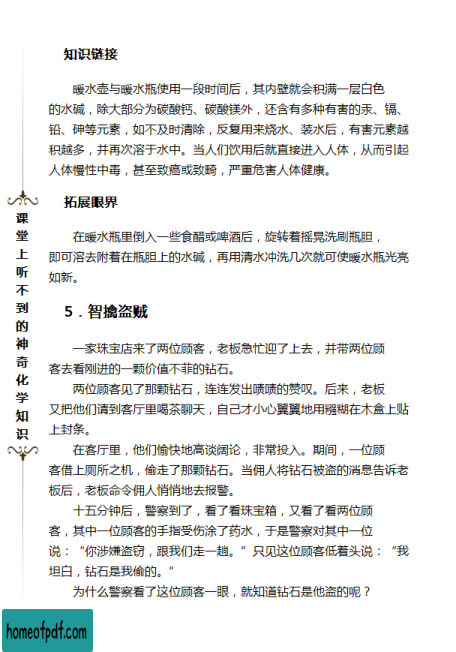 知识链接
暖水壶与暖水瓶使用一段时间后，其内壁就会积满一层白色
的水碱，除大部分为碳酸钙、碳酸镁外，还含有多种有害的汞、镉、
铅、砷等元素，如不及时清除，反复用来烧水、装水后，有害元素越
积越多，并再次溶于水中。当人们饮用后就直接进入人体，从而引起
人体慢性中毒，甚至致癌或致畸，严重危害人体健康。
拓展眼界
在暖水瓶里倒入一些食醋或啤酒后，旋转着摇晃洗刷瓶胆，
即可溶去附着在瓶胆上的水碱，再用清水冲洗几次就可使暖水瓶光亮
如新。
5．智擒盗贼
一家珠宝店来了两位顾客，老板急忙迎了上去，并带两位顾
客去看刚进的一颗价值不菲的钻石。
两位顾客见了那颗钻石，连连发出啧啧的赞叹。后来，老板
又把他们请到客厅里喝茶聊天，自己才小心翼翼地用糨糊在木盒上贴
上封条。
在客厅里，他们愉快地高谈阔论，非常投入。期间，一位顾
客借上厕所之机，偷走了那颗钻石。当佣人将钻石被盗的消息告诉老
板后，老板命令佣人悄悄地去报警。
十五分钟后，警察到了，看了看珠宝箱，又看了看两位顾
客，其中一位顾客的手指受伤涂了药水，于是警察对其中一位
说：“你涉嫌盗窃，跟我们走一趟。”只见这位顾客低着头说：“我
坦白，钻石是我偷的。”
为什么警察看了这位顾客一眼，就知道钻石是他盗的呢？
课堂上听不到的神奇化学知识
homeofpdf.com